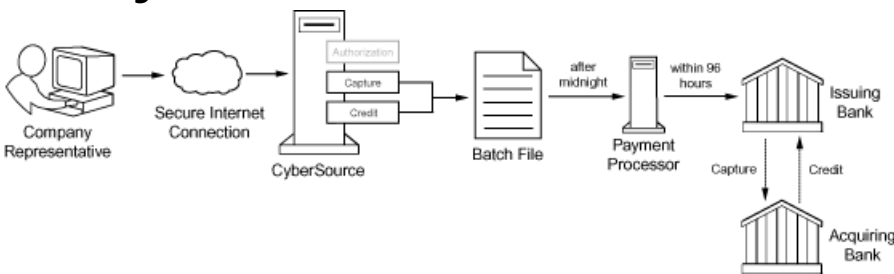 Authorization
Capture
Credit
after
midnight
within 96
hours
Company
Representative
Secure Internet
Connection
CyberSource
Batch File
Payment
Processor
Issuing
Bank
Capture
Credit
Acquiring
Bank